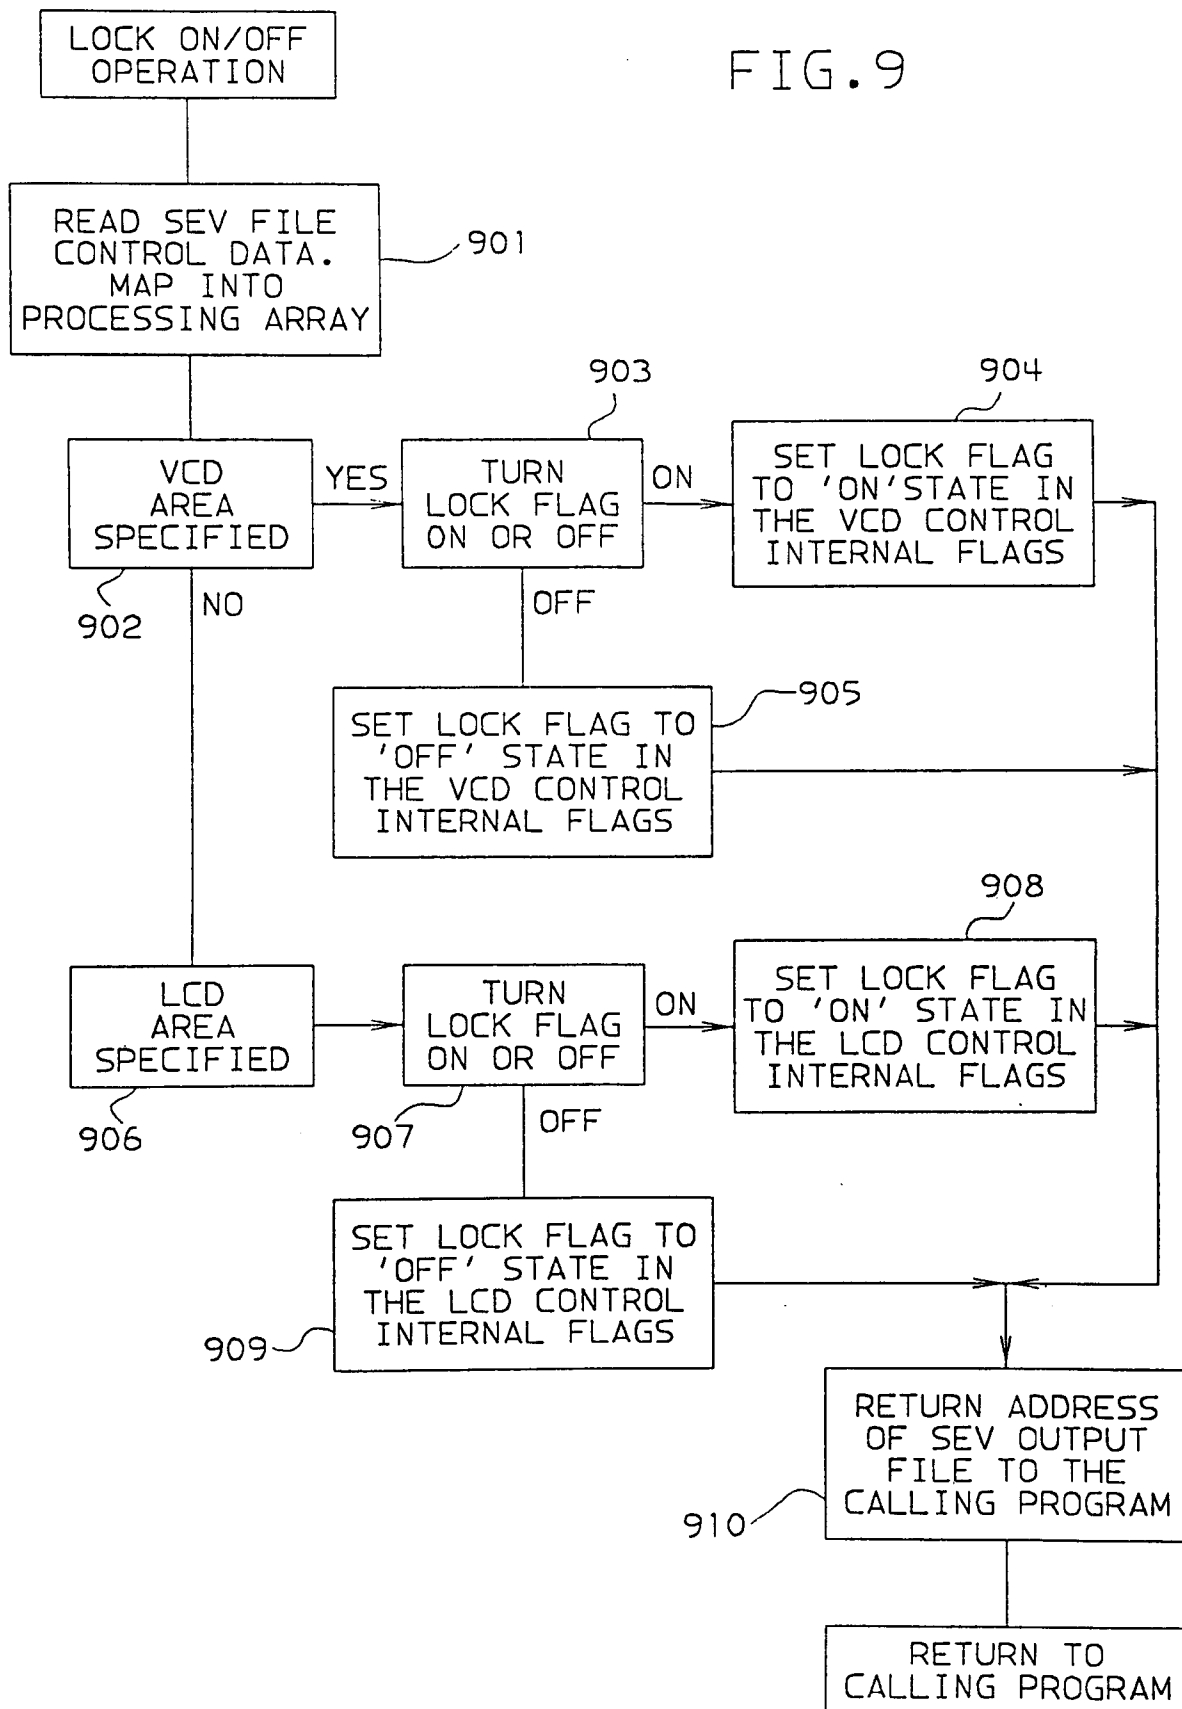 LOCK ON/OFF
OPERATION
FIG.9
READ SEV FILE
CONTROL DATA.
MAP INTO
PROCESSING ARRAY
901
VCD
AREA
SPECIFIED
902
YES
NO
903
TURN
LOCK FLAG
ON OR OFF
ON
OFF
904
SET LOCK FLAG
TO 'ON'STATE IN
THE VCD CONTROL
INTERNAL FLAGS
905
SET LOCK FLAG TO
'OFF' STATE IN
THE VCD CONTROL
INTERNAL FLAGS
LCD
AREA
SPECIFIED
906
TURN
LOCK FLAG
ON OR OFF
907
ON
OFF
908
SET LOCK FLAG
TO 'ON' STATE IN
THE LCD CONTROL
INTERNAL FLAGS
SET LOCK FLAG TO
'OFF' STATE IN
THE LCD CONTROL
INTERNAL FLAGS
909
RETURN ADDRESS
OF SEV OUTPUT
FILE TO THE
CALLING PROGRAM
910
RETURN TO
CALLING PROGRAM